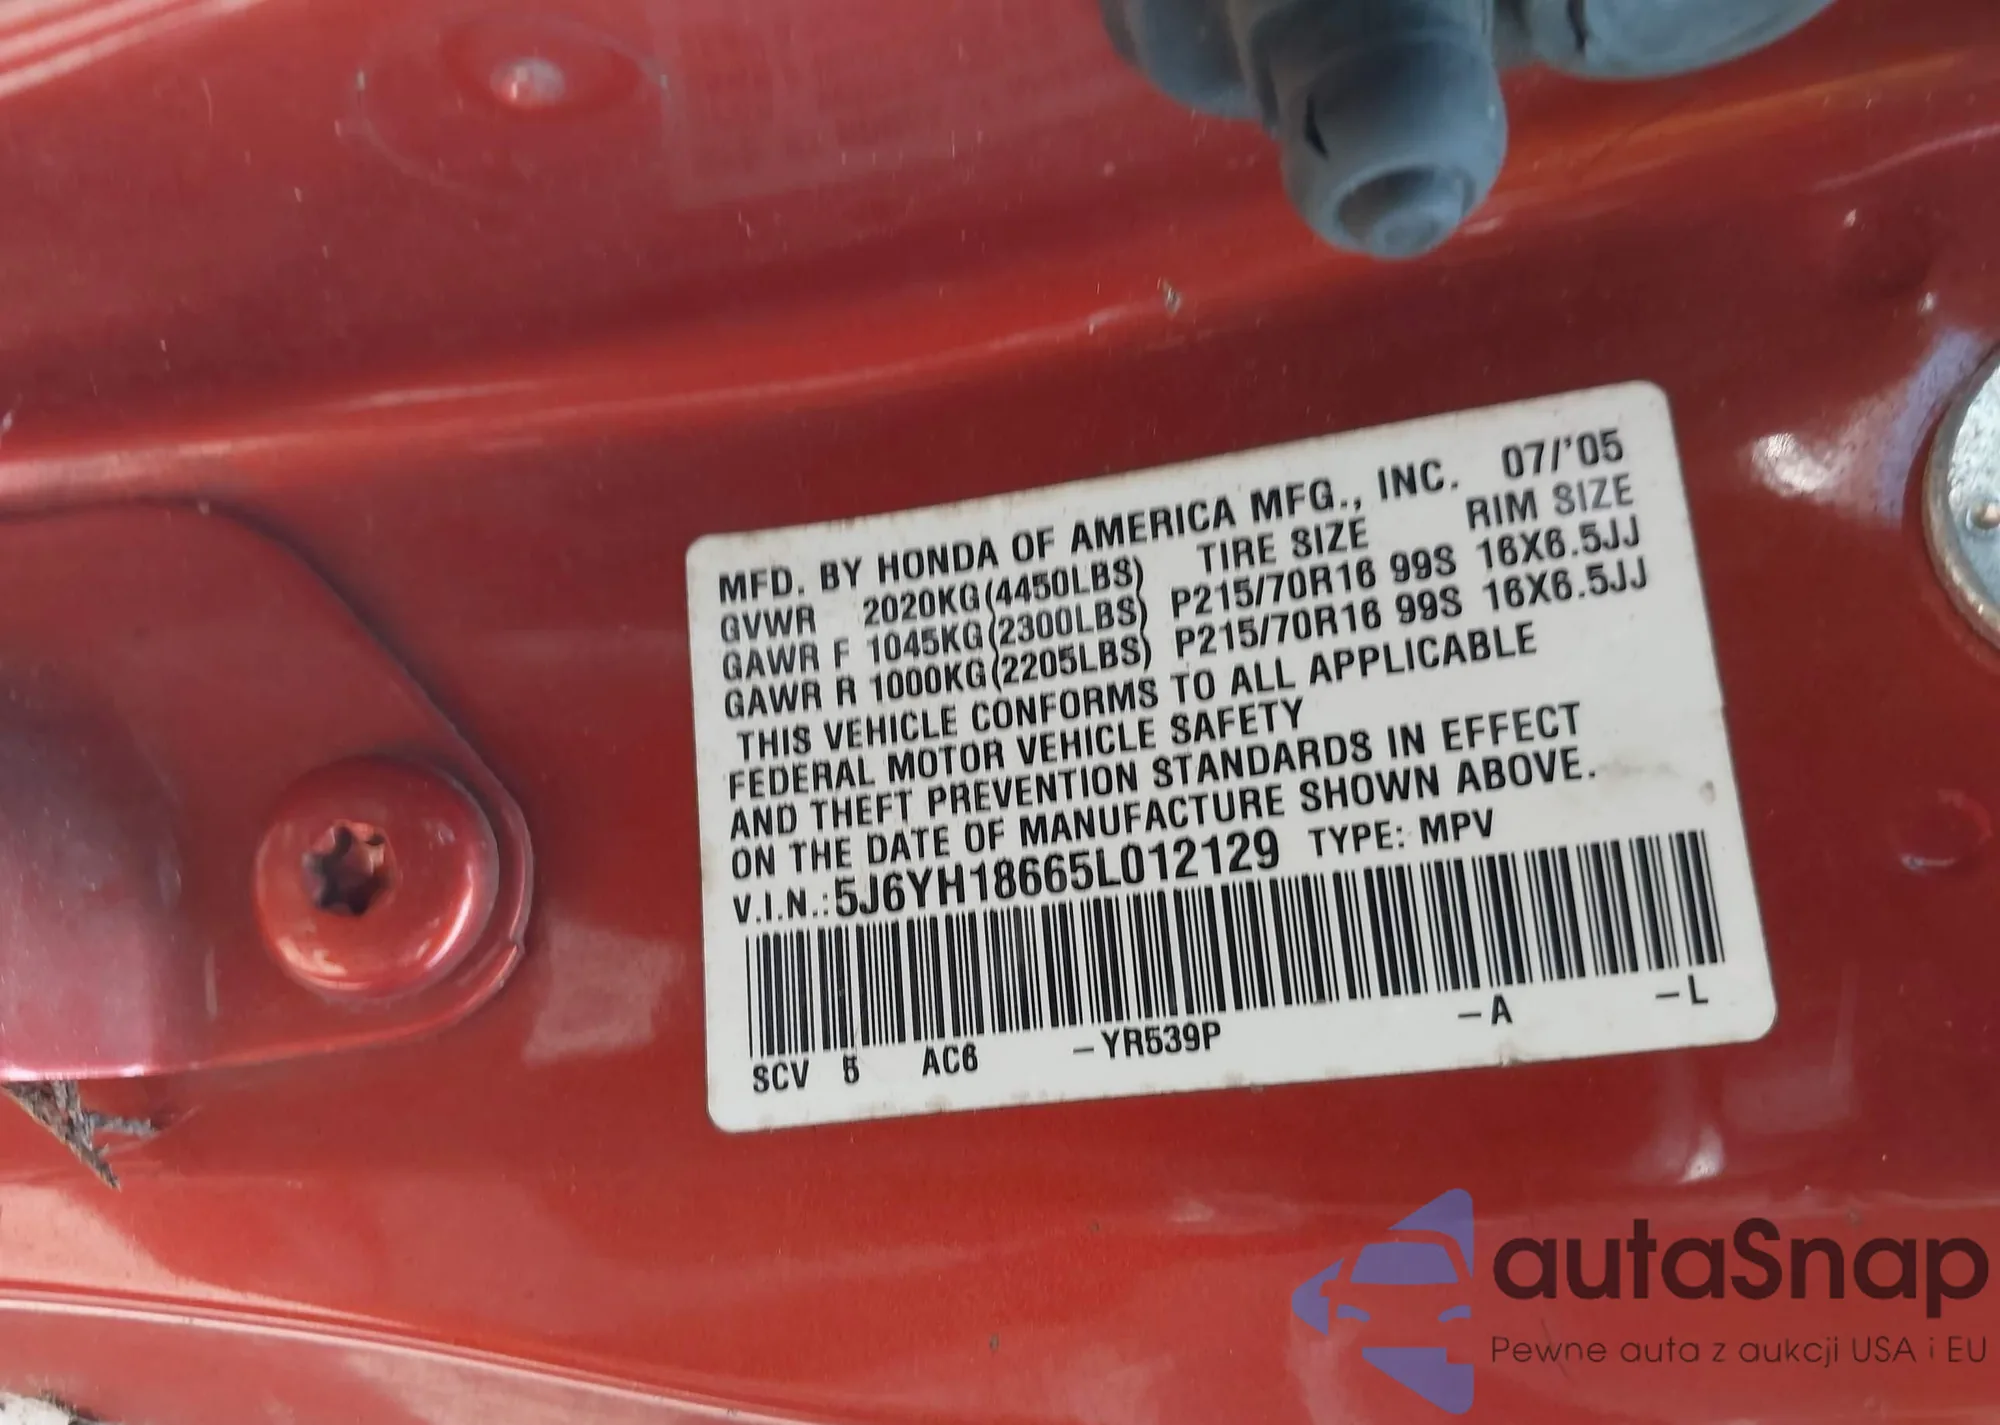 MFD. BY HONDA OF AMERICA MFG., INC. 07/'05
GVWR 2020KG(4450LBS) TIRE SIZE RIM SIZE
GAWR F 1045KG(2300LBS) P215/70R16 99S 16X6.5JJ
GAWR R 1000KG(2205LBS) P215/70R16 99S 16X6.5JJ
THIS VEHICLE CONFORMS TO ALL APPLICABLE
FEDERAL MOTOR VEHICLE SAFETY
AND THEFT PREVENTION STANDARDS IN EFFECT
ON THE DATE OF MANUFACTURE SHOWN ABOVE.
V.I.N.:5J6YH18665L012129 TYPE: MPV
SCV 5 AC6 -YR539P -A -L
autaSnap
Pewne auta z aukcji USA i EU